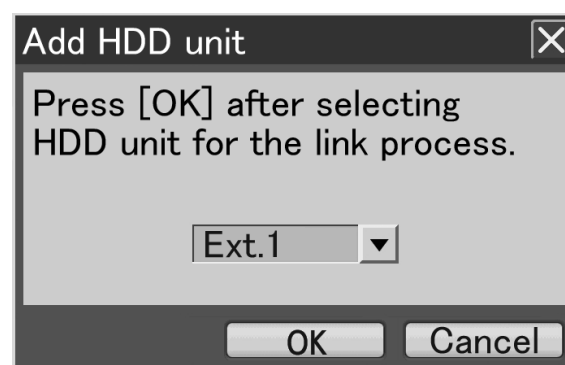 Add HDD unit
Press [OK] after selecting
HDD unit for the link process.
Ext.1
OK Cancel